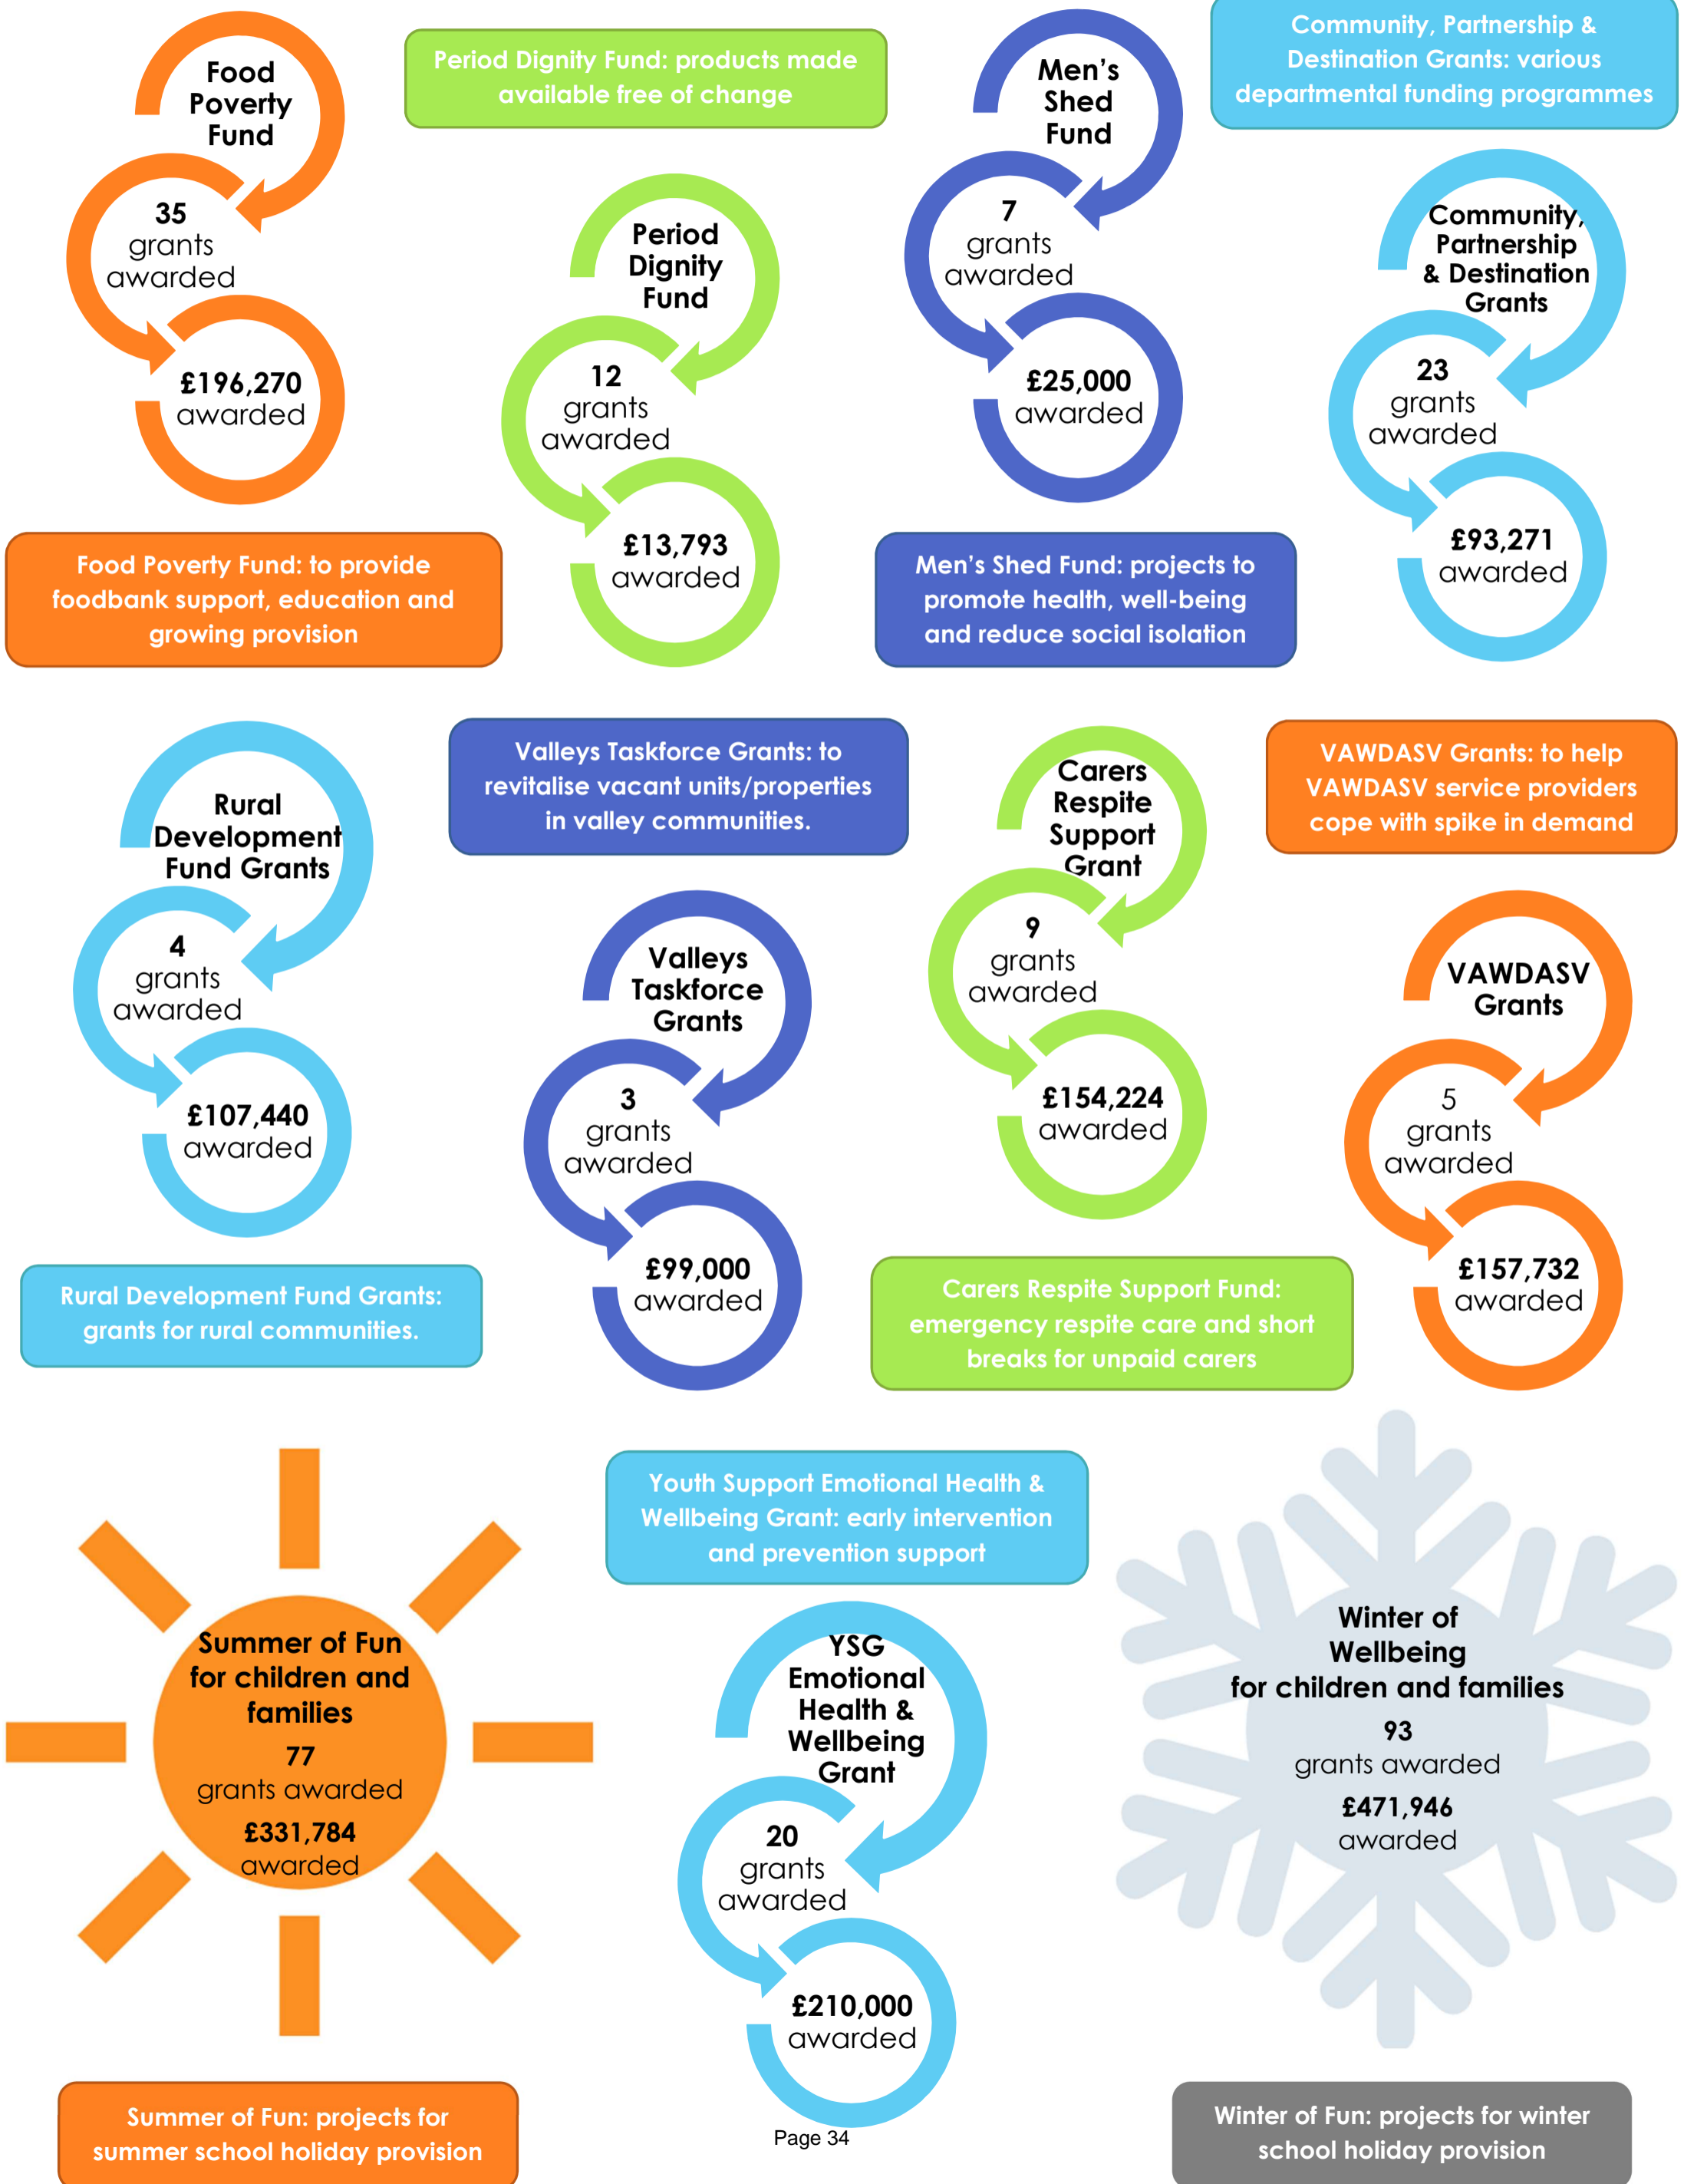 Food
Poverty
Fund
35
grants
awarded
£196,270
awarded
Food Poverty Fund: to provide
foodbank support, education and
growing provision
Period Dignity Fund: products made
available free of change
Period
Dignity
Fund
12
grants
awarded
£13,793
awarded
Men's
Shed
Fund
7
grants
awarded
£25,000
awarded
Men's Shed Fund: projects to
promote health, well-being
and reduce social isolation
Community, Partnership &
Destination Grants: various
departmental funding programmes
Community,
Partnership
& Destination
Grants
23
grants
awarded
£93,271
awarded
Rural
Development
Fund Grants
4
grants
awarded
£107,440
awarded
Rural Development Fund Grants:
grants for rural communities.
Valleys Taskforce Grants: to
revitalise vacant units/properties
in valley communities.
Valleys
Taskforce
Grants
3
grants
awarded
£99,000
awarded
Carers
Respite
Support
Grant
9
grants
awarded
£154,224
awarded
Carers Respite Support Fund:
emergency respite care and short
breaks for unpaid carers
VAWDASV Grants: to help
VAWDASV service providers
cope with spike in demand
VAWDASV
Grants
5
grants
awarded
£157,732
awarded
Summer of Fun
for children and
families
77
grants awarded
£331,784
awarded
Summer of Fun: projects for
summer school holiday provision
Youth Support Emotional Health &
Wellbeing Grant: early intervention
and prevention support
YSG
Emotional
Health &
Wellbeing
Grant
20
grants
awarded
£210,000
awarded
Winter of
Wellbeing
for children and families
93
grants awarded
£471,946
awarded
Winter of Fun: projects for winter
school holiday provision
Page 34